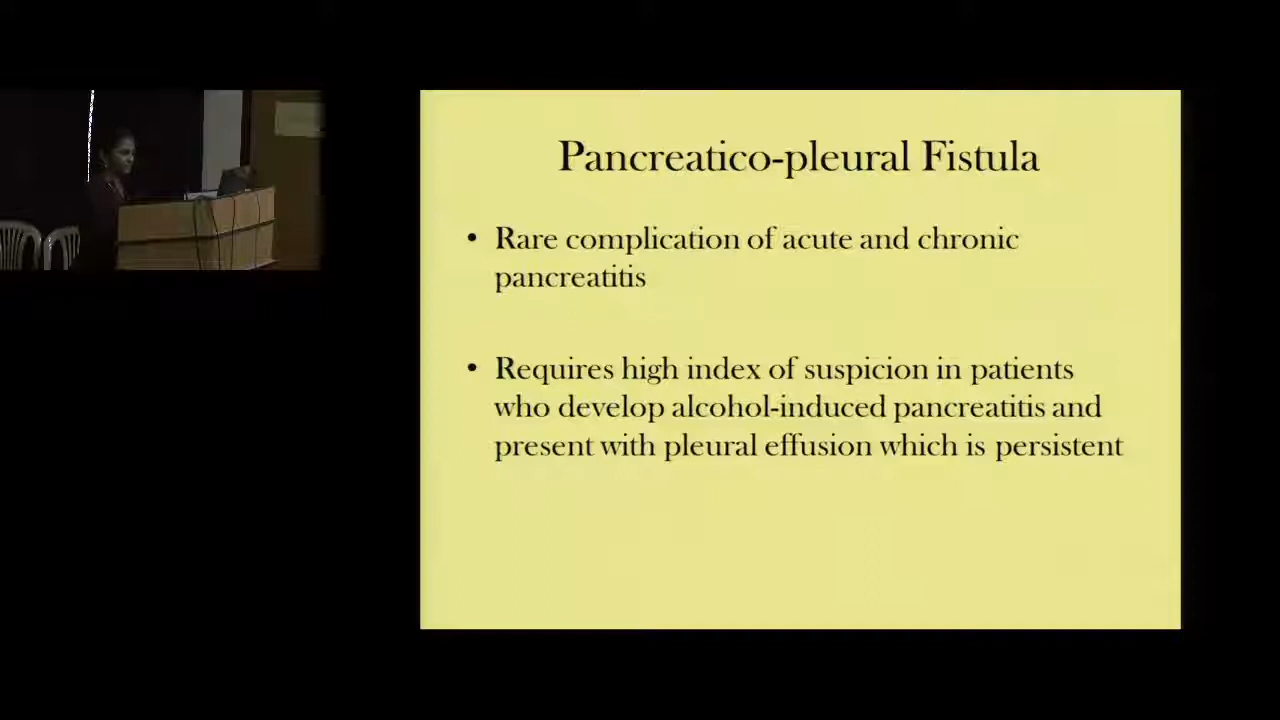 Pancreatico-pleural Fistula
• Rare complication of acute and chronic
pancreatitis
• Requires high index of suspicion in patients
who develop alcohol-induced pancreatitis and
present with pleural effusion which is persistent